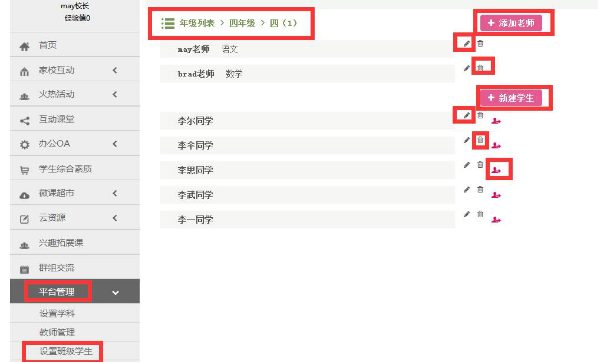 may校长
经验值0
首页
家校互动
火热活动
互动课堂
办公OA
学生综合素质
微课超市
云资源
兴趣拓展课
群组交流
平台管理
设置学科
教师管理
设置班级学生
年级列表 > 四年级 > 四（1）
+ 添加老师
may老师 语文
brad老师 数学
+ 新建学生
李尔同学
李伞同学
李思同学
李武同学
李一同学